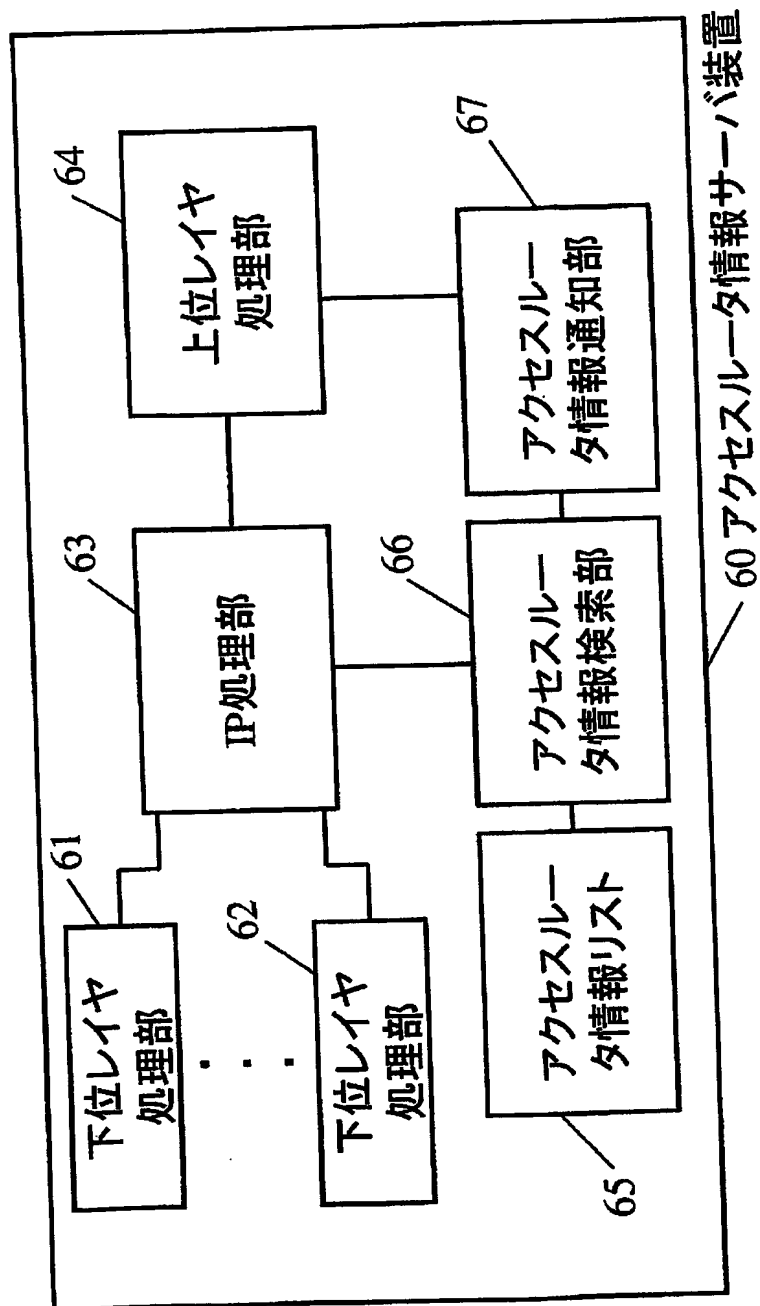 61
下位レイヤ
処理部
62
下位レイヤ
処理部
63
IP処理部
64
上位レイヤ
処理部
65
アクセスルー
タ情報リスト
66
アクセスルー
タ情報検索部
67
アクセスルー
タ情報通知部
60 アクセスルータ情報サーバ装置